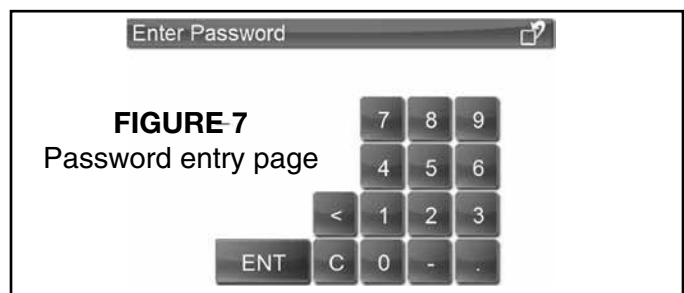 Enter Password
FIGURE 7
Password entry page
7 8 9
4 5 6
< 1 2 3
ENT C 0 - .